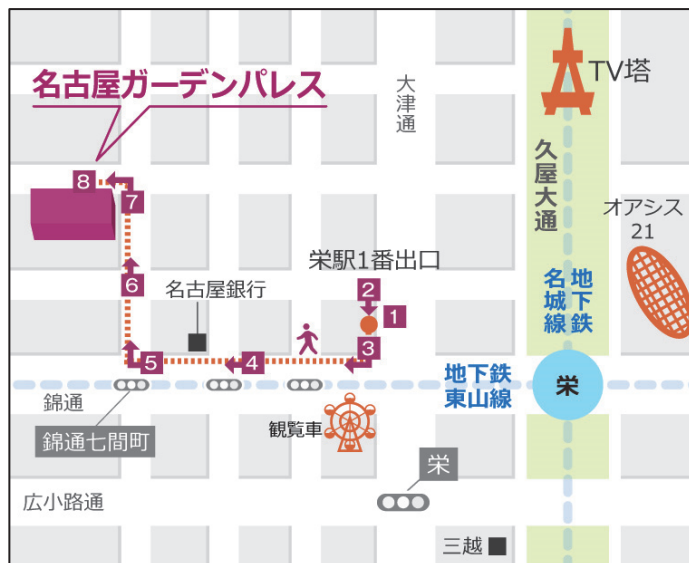 名古屋ガーデンパレス
大津通
TV塔
久屋大通
オアシス
21
8
7
6
栄駅1番出口
2
1
3
名古屋銀行
4
5
地下鉄
名城線
地下鉄
東山線
栄
錦通
錦通七間町
観覧車
栄
広小路通
三越